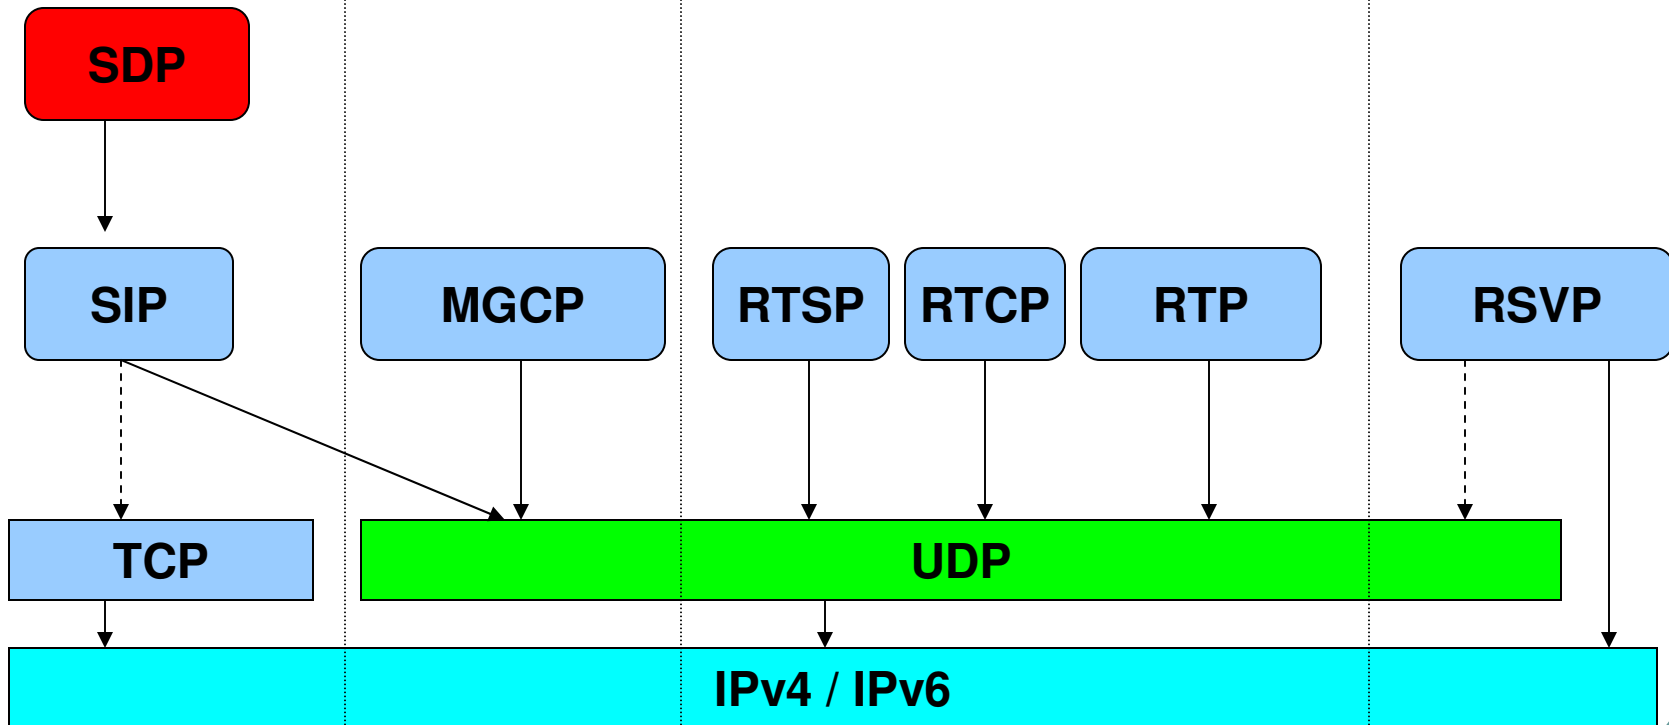 SDP
SIP
MGCP
RTSP
RTCP
RTP
RSVP
TCP
UDP
IPv4 / IPv6